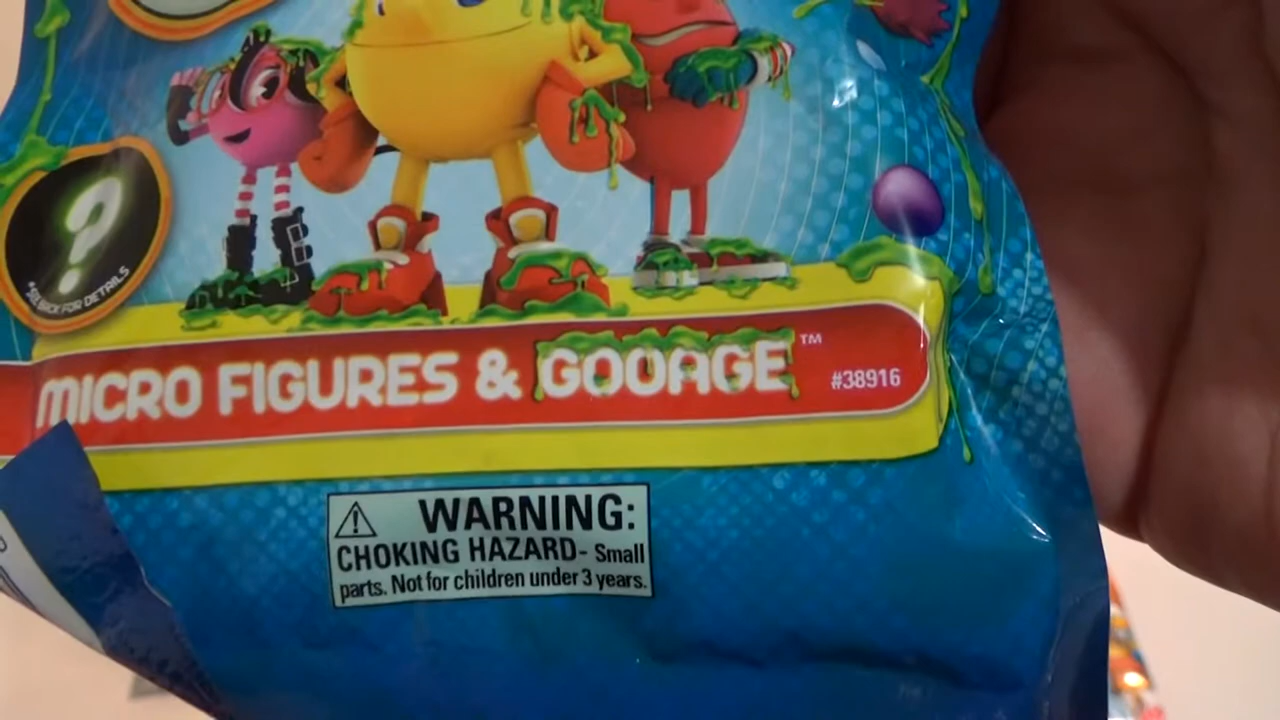 ?
*SEE BACK FOR DETAILS
MICRO FIGURES & GOOAGE™ #38916
WARNING:
CHOKING HAZARD- Small
parts. Not for children under 3 years.